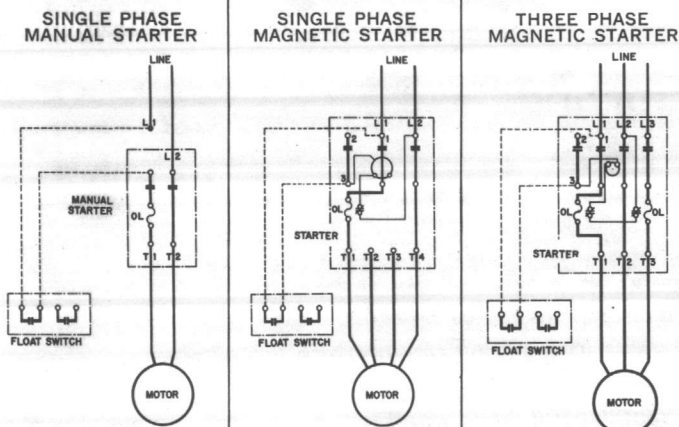 SINGLE PHASE
MANUAL STARTER
LINE
L1
L2
MANUAL
STARTER
OL
T1 T2
FLOAT SWITCH
MOTOR
SINGLE PHASE
MAGNETIC STARTER
LINE
L1 L2
2 1
3
OL
STARTER
T1 T2 T3 T4
FLOAT SWITCH
MOTOR
THREE PHASE
MAGNETIC STARTER
LINE
L1 L2 L3
2
3
OL OL
STARTER
T1 T2 T3
FLOAT SWITCH
MOTOR